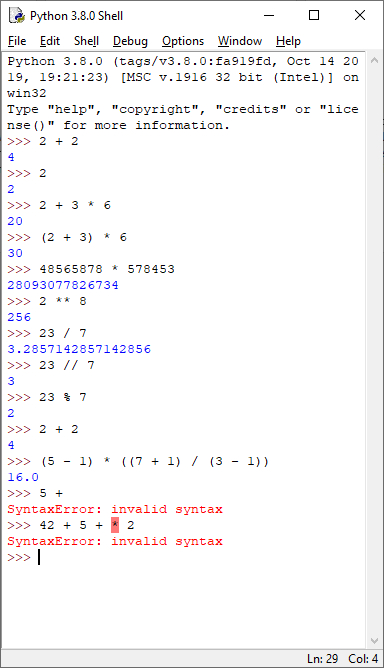 Python 3.8.0 Shell
File Edit Shell Debug Options Window Help
Python 3.8.0 (tags/v3.8.0:fa919fd, Oct 14 20
19, 19:21:23) [MSC v.1916 32 bit (Intel)] on
win32
Type "help", "copyright", "credits" or "lice
nse()" for more information.
>>> 2 + 2
4
>>> 2
2
>>> 2 + 3 * 6
20
>>> (2 + 3) * 6
30
>>> 48565878 * 578453
28093077826734
>>> 2 ** 8
256
>>> 23 / 7
3.2857142857142856
>>> 23 // 7
3
>>> 23 % 7
2
>>> 2 + 2
4
>>> (5 - 1) * ((7 + 1) / (3 - 1))
16.0
>>> 5 +
SyntaxError: invalid syntax
>>> 42 + 5 + * 2
SyntaxError: invalid syntax
>>>
Ln: 29 Col: 4